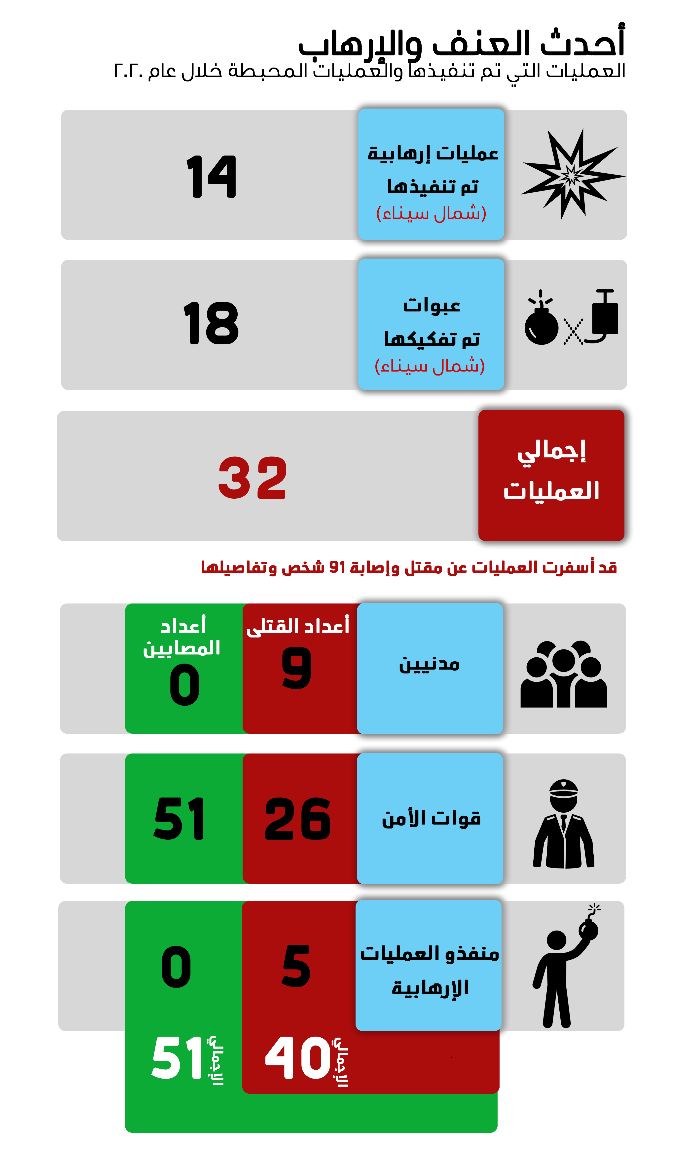 أحدث العنف والإرهاب
العمليات التي تم تنفيذها والعمليات المحبطة خلال عام ٢٠٢٠
عمليات إرهابية
تم تنفيذها
(شمال سيناء)
14
عبوات
تم تفكيكها
(شمال سيناء)
18
إجمالي
العمليات
32
قد أسفرت العمليات عن مقتل وإصابة 91 شخص وتفاصيلها
مدنيين
أعداد القتلى
9
أعداد
المصابين
0
قوات الأمن
26
51
منفذو العمليات
الإرهابية
5
0
الإجمالي
40
الإجمالي
51